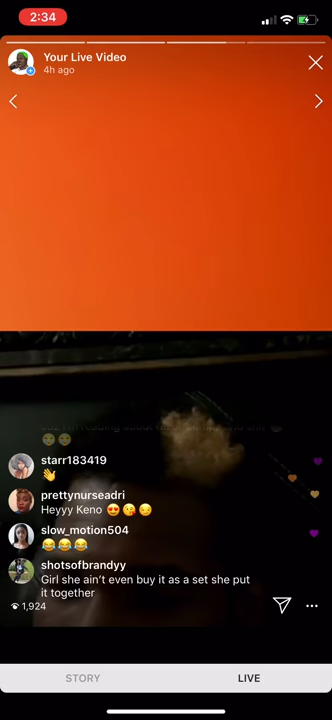 2:34
Your Live Video
4h ago
starr183419
👋
prettynurseadri
Heyyy Keno 😍😘😏
slow_motion504
😂😂😂
shotsofbrandyy
Girl she ain't even buy it as a set she put
it together
1,924
STORY LIVE